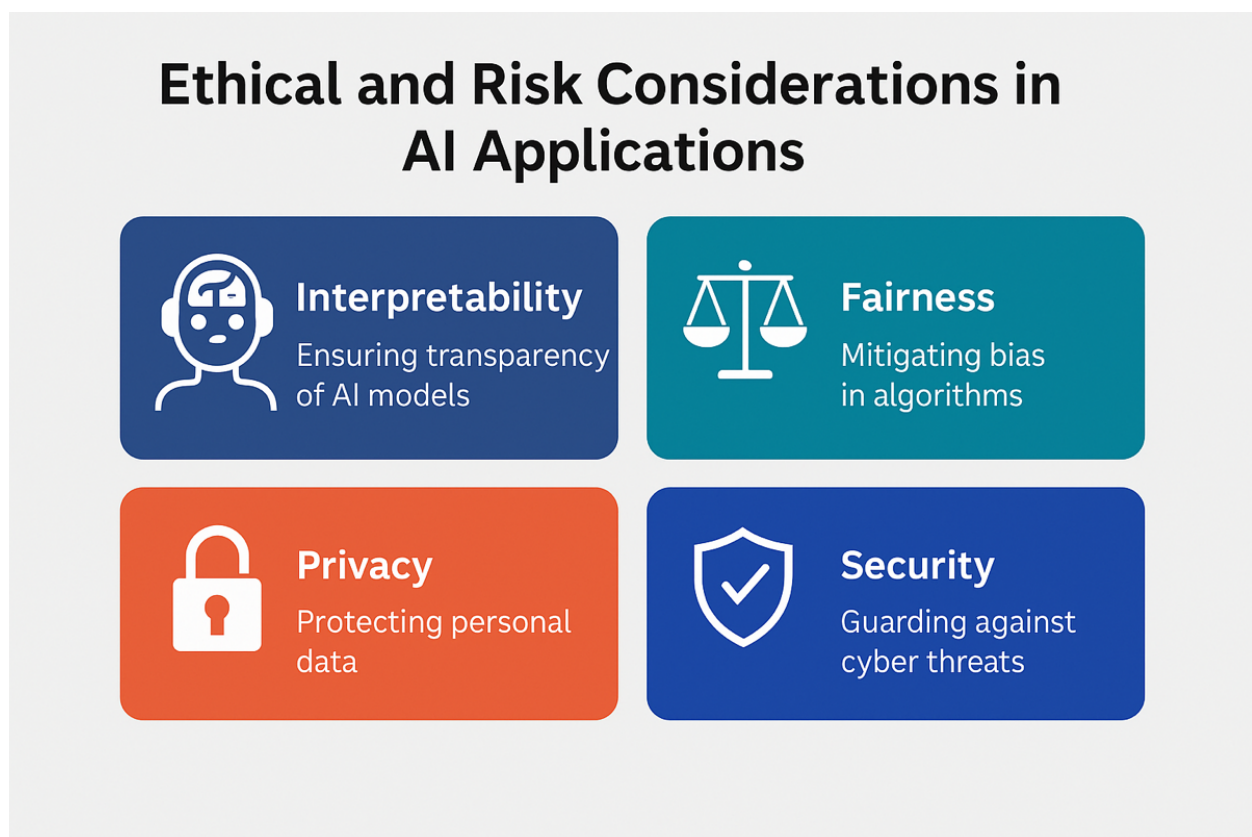 Ethical and Risk Considerations in
AI Applications
Interpretability
Ensuring transparency
of AI models
Fairness
Mitigating bias
in algorithms
Privacy
Protecting personal
data
Security
Guarding against
cyber threats